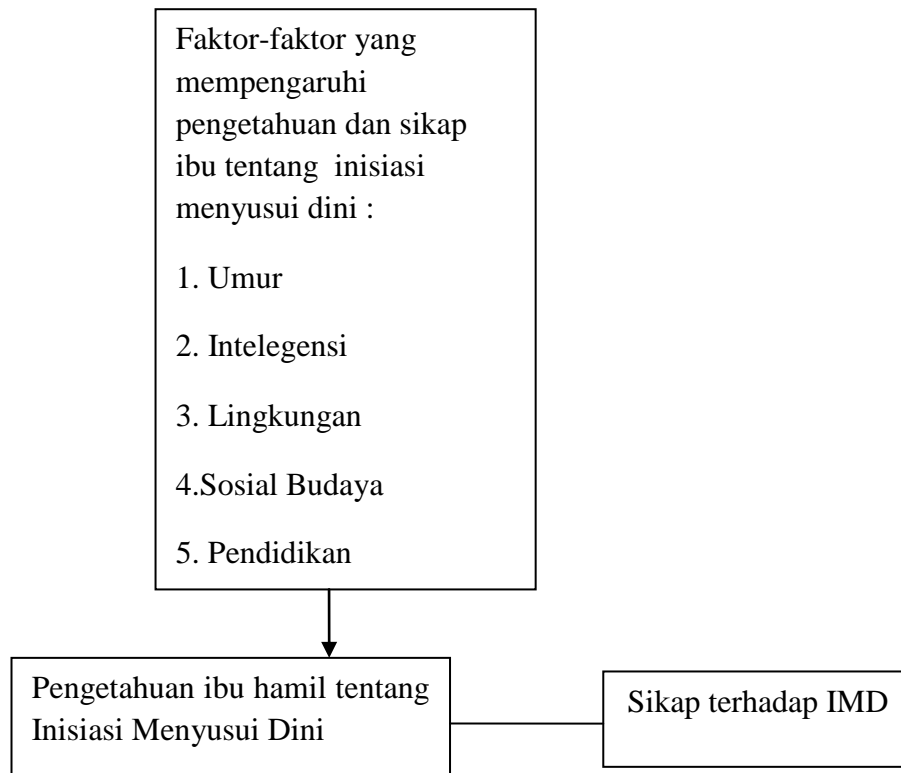 Faktor-faktor yang
mempengaruhi
pengetahuan dan sikap
ibu tentang  inisiasi
menyusui dini :
1. Umur
2. Intelegensi
3. Lingkungan
4.Sosial Budaya
5. Pendidikan
Pengetahuan ibu hamil tentang
Inisiasi Menyusui Dini
Sikap terhadap IMD